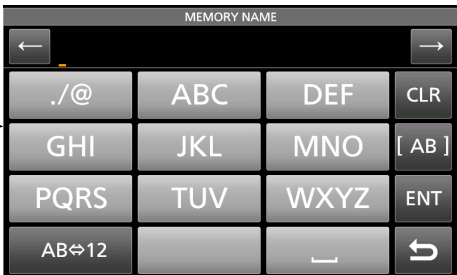 MEMORY NAME
← →
./@ ABC DEF CLR
GHI JKL MNO [ AB ]
PQRS TUV WXYZ ENT
AB⇔12